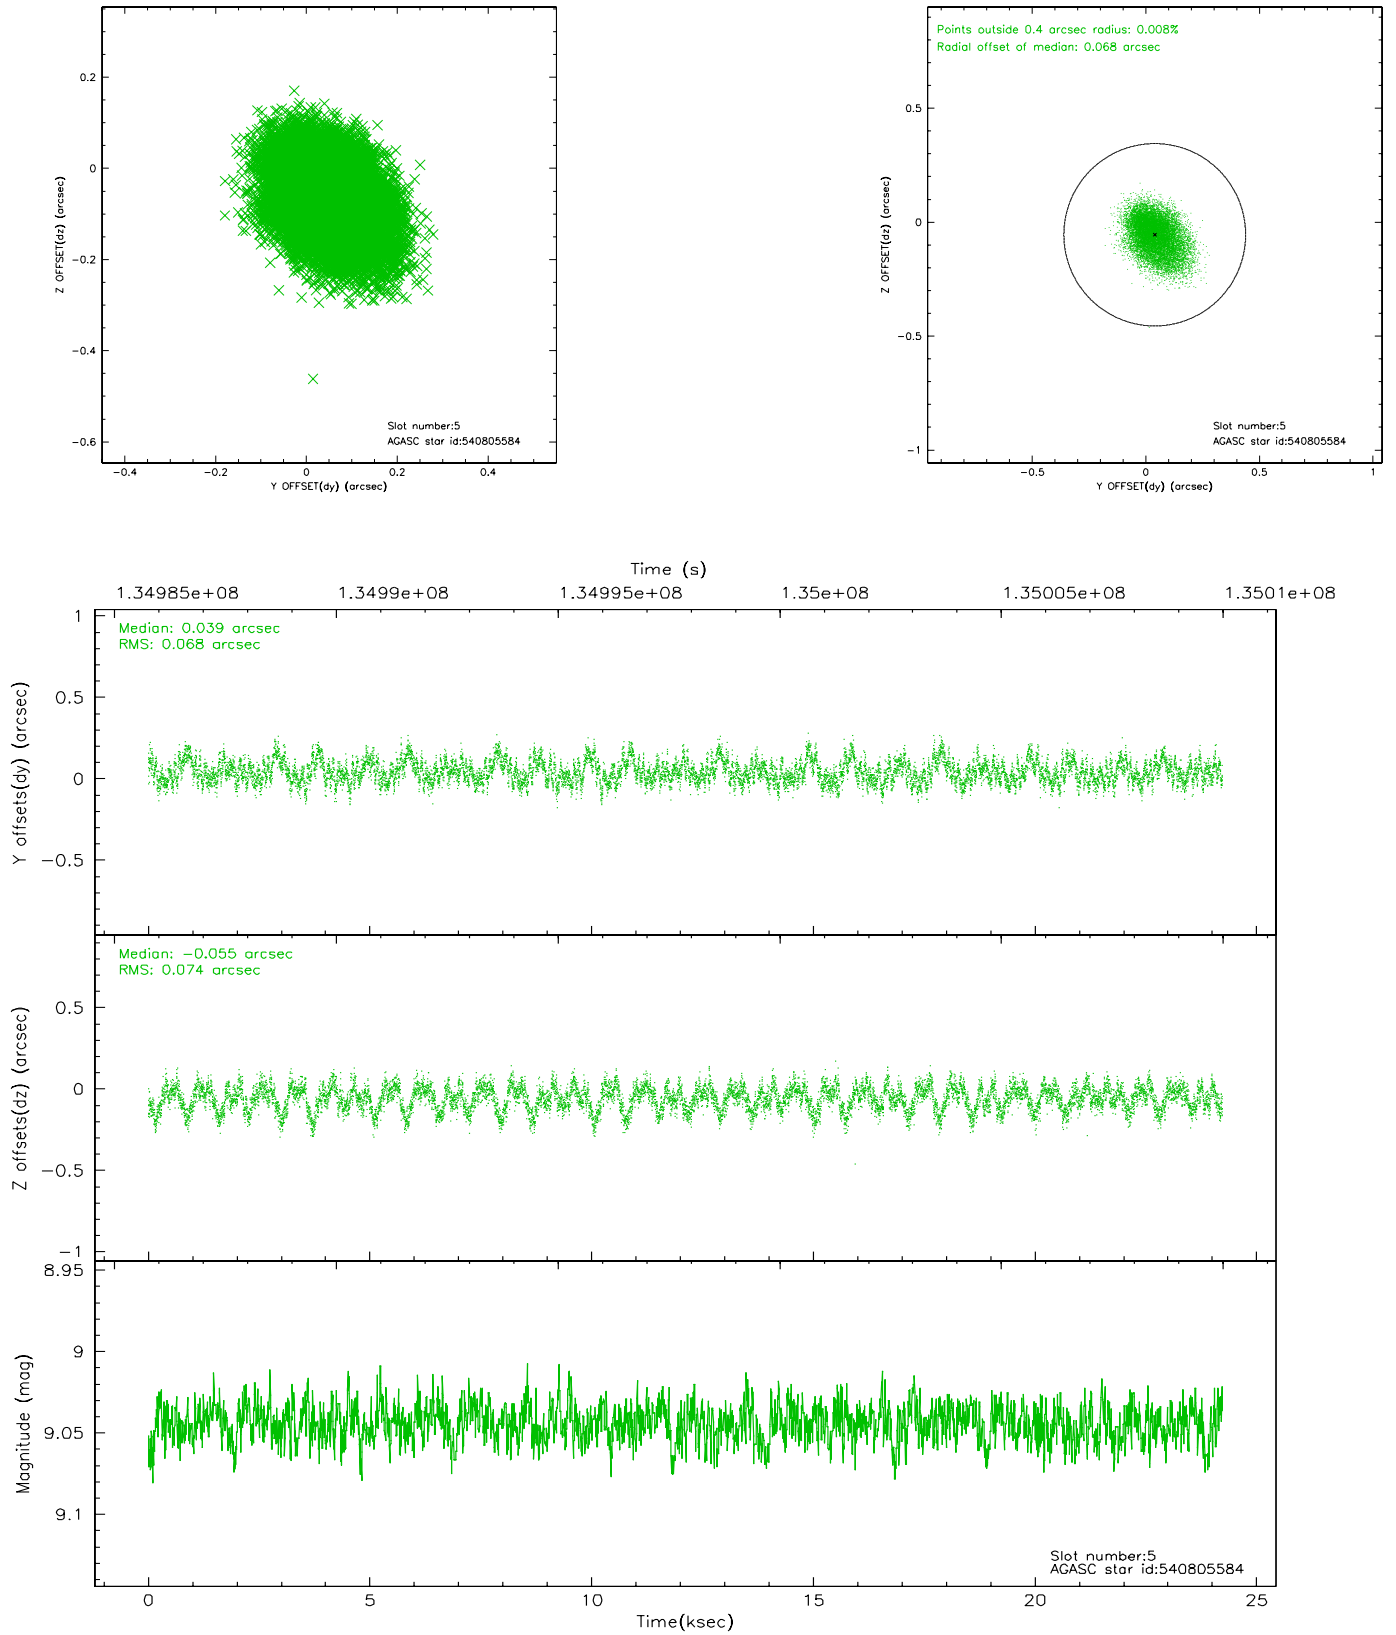 0.2
0
−0.2
−0.4
−0.6
Z OFFSET(dz) (arcsec)
Slot number:5
AGASC star id:540805584
−0.4 −0.2 0 0.2 0.4
Y OFFSET(dy) (arcsec)
Points outside 0.4 arcsec radius: 0.008%
Radial offset of median: 0.068 arcsec
0.5
0
−0.5
−1
Z OFFSET(dz) (arcsec)
Slot number:5
AGASC star id:540805584
−0.5 0 0.5 1
Y OFFSET(dy) (arcsec)
Time (s)
1.34985e+08 1.3499e+08 1.34995e+08 1.35e+08 1.35005e+08 1.3501e+08
Median: 0.039 arcsec
RMS: 0.068 arcsec
1
0.5
0
−0.5
Y offsets(dy) (arcsec)
Median: −0.055 arcsec
RMS: 0.074 arcsec
0.5
0
−0.5
−1
Z offsets(dz) (arcsec)
8.95
9
9.05
9.1
Magnitude (mag)
Slot number:5
AGASC star id:540805584
0 5 10 15 20 25
Time(ksec)